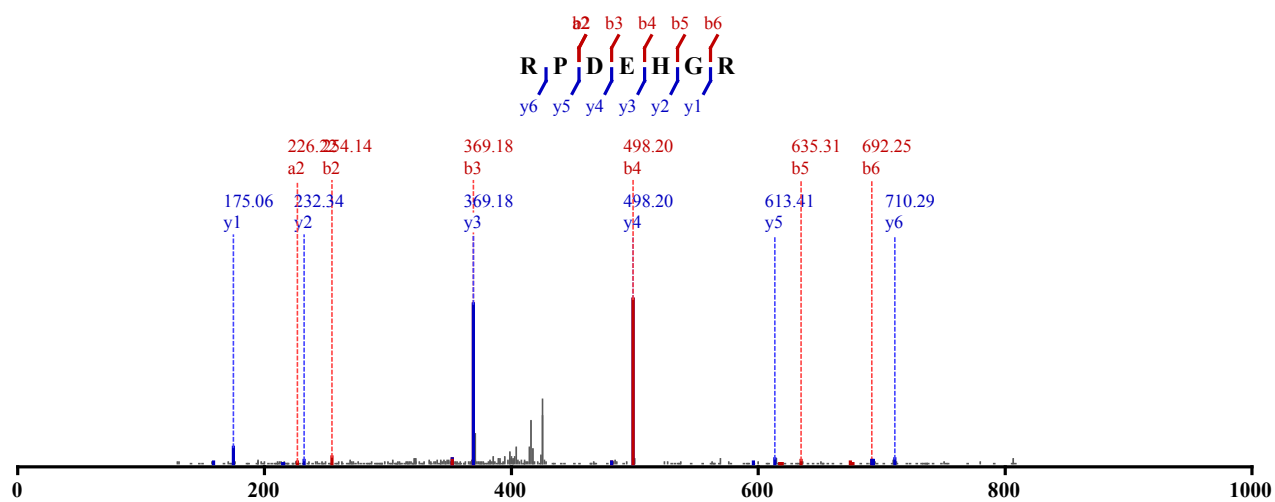 a2 b2 b3 b4 b5 b6
R P D E H G R
y6 y5 y4 y3 y2 y1
226.22 254.14 369.18 498.20 635.31 692.25
a2 b2 b3 b4 b5 b6
175.06 232.34 369.18 498.20 613.41 710.29
y1 y2 y3 y4 y5 y6
0 200 400 600 800 1000